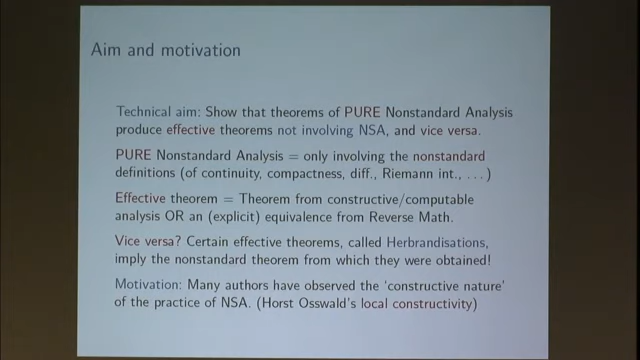 Aim and motivation
Technical aim: Show that theorems of PURE Nonstandard Analysis
produce effective theorems not involving NSA, and vice versa.
PURE Nonstandard Analysis = only involving the nonstandard
definitions (of continuity, compactness, diff., Riemann int., . . . )
Effective theorem = Theorem from constructive/computable
analysis OR an (explicit) equivalence from Reverse Math.
Vice versa? Certain effective theorems, called Herbrandisations,
imply the nonstandard theorem from which they were obtained!
Motivation: Many authors have observed the ‘constructive nature’
of the practice of NSA. (Horst Osswald's local constructivity)